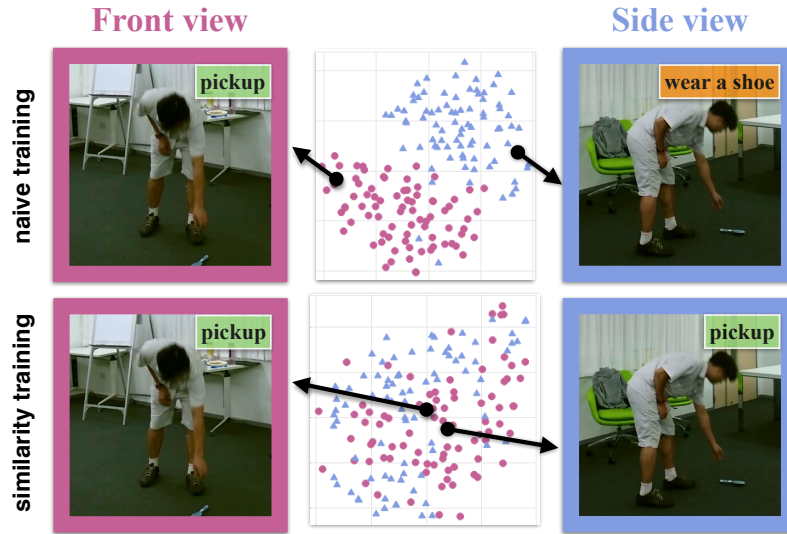 Front view
Side view
naive training
pickup
wear a shoe
similarity training
pickup
pickup